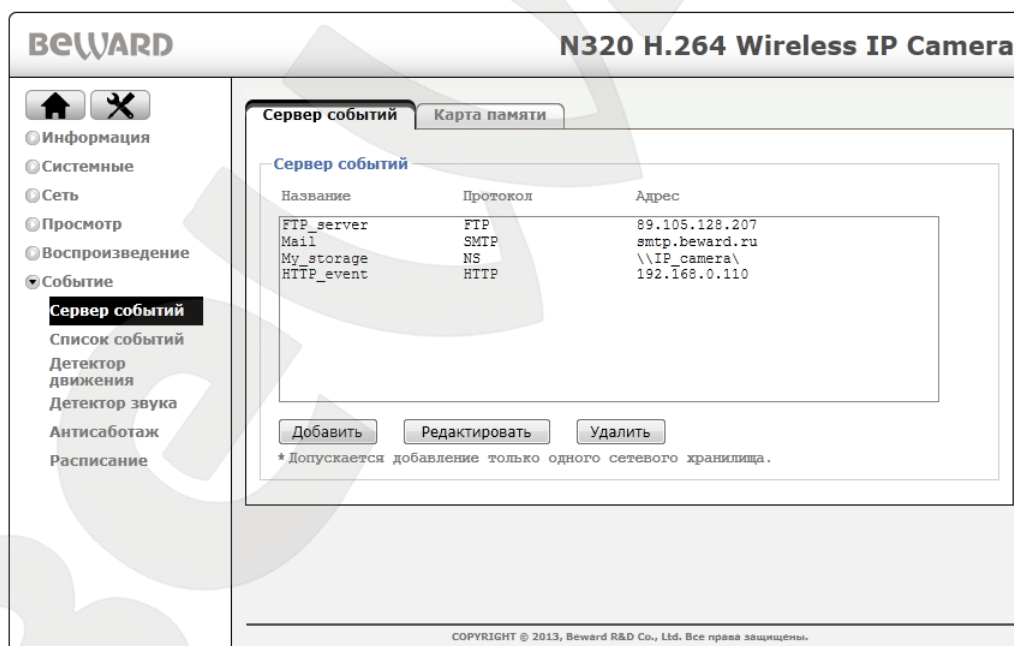 BEWARD
N320 H.264 Wireless IP Camera
Информация
Системные
Сеть
Просмотр
Воспроизведение
Событие
Сервер событий
Список событий
Детектор
движения
Детектор звука
Антисаботаж
Расписание
Сервер событий Карта памяти
Сервер событий
Название Протокол Адрес
FTP_server FTP 89.105.128.207
Mail SMTP smtp.beward.ru
My_storage NS \\IP_camera\
HTTP_event HTTP 192.168.0.110
Добавить Редактировать Удалить
* Допускается добавление только одного сетевого хранилища.
COPYRIGHT © 2013, Beward R&D Co., Ltd. Все права защищены.